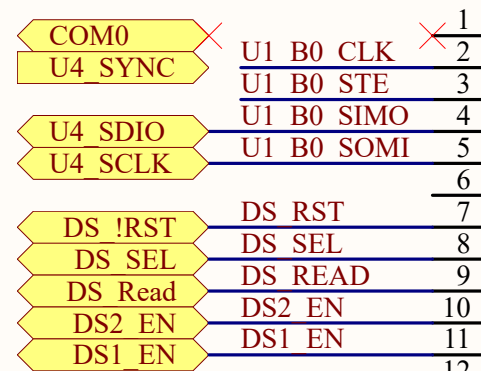 1
COM0
U1_B0_CLK 2
U4_SYNC
U1_B0_STE 3
U1_B0_SIMO 4
U4_SDIO
U1_B0_SOMI 5
U4_SCLK
6
DS_RST 7
DS_!RST
DS_SEL 8
DS_SEL
DS_READ 9
DS_Read
DS2_EN 10
DS2_EN
DS1_EN 11
DS1_EN
12